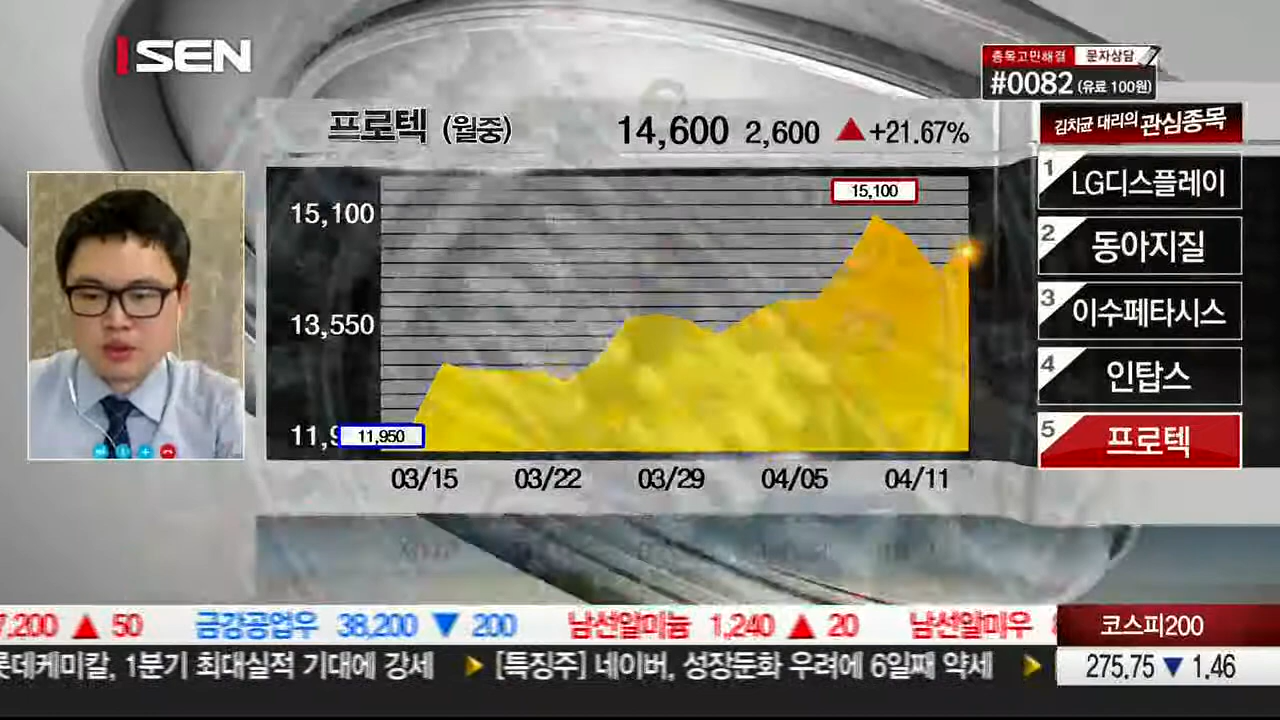 SEN
종목고민해결 문자상담
#0082 (유료 100원)
프로텍 (월중) 14,600 2,600 ▲+21.67%
김치균 대리의 관심종목
1 LG디스플레이
2 동아지질
3 이수페타시스
4 인탑스
5 프로텍
15,100
15,100
13,550
11,9
11,950
03/15 03/22 03/29 04/05 04/11
7,200 ▲ 50 금강공업우 38,200 ▼ 200 남선알미늄 1,240 ▲ 20 남선알미우
코스피200
롯데케미칼, 1분기 최대실적 기대에 강세 ▶ [특징주] 네이버, 성장둔화 우려에 6일째 약세 ▶
275.75 ▼ 1.46